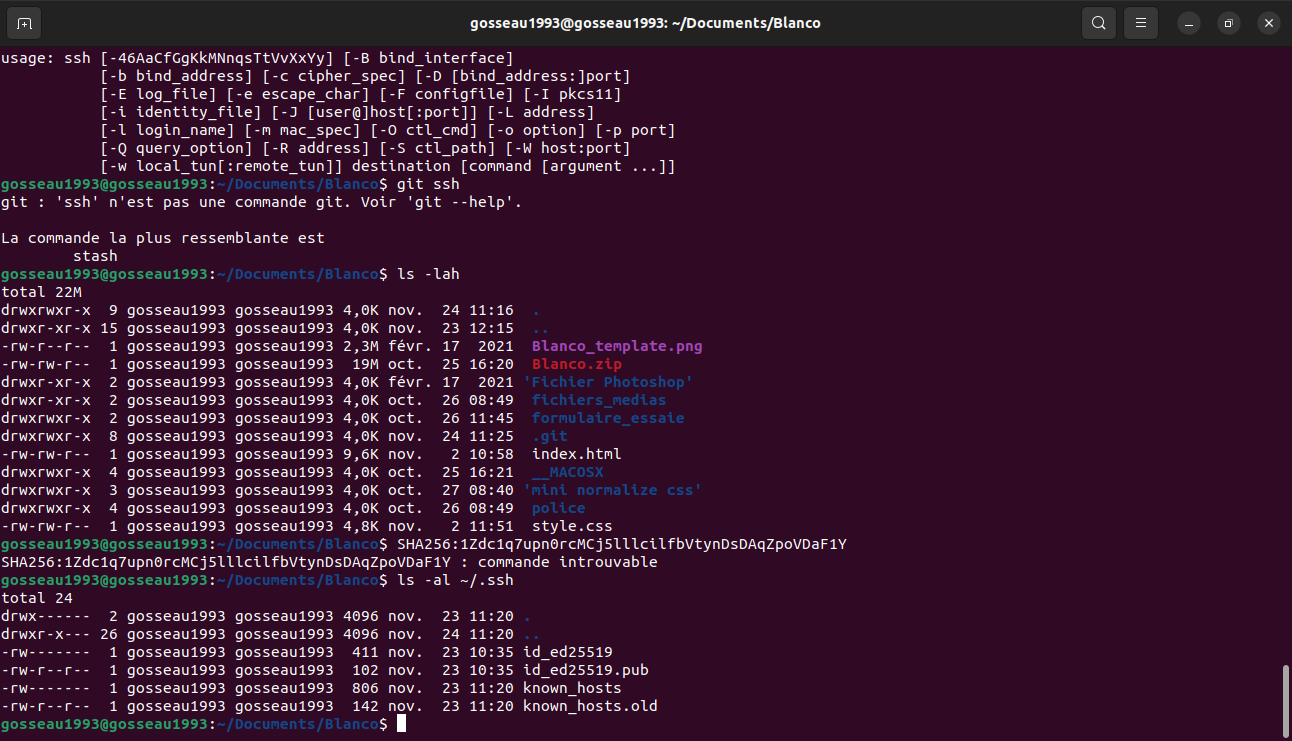 gosseau1993@gosseau1993: ~/Documents/Blanco
usage: ssh [-46AaCfGgKkMNnqsTtVvXxYy] [-B bind_interface]
           [-b bind_address] [-c cipher_spec] [-D [bind_address:]port]
           [-E log_file] [-e escape_char] [-F configfile] [-I pkcs11]
           [-i identity_file] [-J [user@]host[:port]] [-L address]
           [-l login_name] [-m mac_spec] [-O ctl_cmd] [-o option] [-p port]
           [-Q query_option] [-R address] [-S ctl_path] [-W host:port]
           [-w local_tun[:remote_tun]] destination [command [argument ...]]
gosseau1993@gosseau1993:~/Documents/Blanco$ git ssh
git : 'ssh' n'est pas une commande git. Voir 'git --help'.

La commande la plus ressemblante est
        stash
gosseau1993@gosseau1993:~/Documents/Blanco$ ls -lah
total 22M
drwxrwxr-x  9 gosseau1993 gosseau1993 4,0K nov.  24 11:16  .
drwxr-xr-x 15 gosseau1993 gosseau1993 4,0K nov.  23 12:15  ..
-rw-r--r--  1 gosseau1993 gosseau1993 2,3M févr. 17  2021  Blanco_template.png
-rw-rw-r--  1 gosseau1993 gosseau1993  19M oct.  25 16:20  Blanco.zip
drwxr-xr-x  2 gosseau1993 gosseau1993 4,0K févr. 17  2021 'Fichier Photoshop'
drwxrwxr-x  2 gosseau1993 gosseau1993 4,0K oct.  26 08:49  fichiers_medias
drwxrwxr-x  2 gosseau1993 gosseau1993 4,0K oct.  26 11:45  formulaire_essaie
drwxrwxr-x  8 gosseau1993 gosseau1993 4,0K nov.  24 11:25  .git
-rw-rw-r--  1 gosseau1993 gosseau1993 9,6K nov.   2 10:58  index.html
drwxrwxr-x  4 gosseau1993 gosseau1993 4,0K oct.  25 16:21  __MACOSX
drwxrwxr-x  3 gosseau1993 gosseau1993 4,0K oct.  27 08:40 'mini normalize css'
drwxrwxr-x  4 gosseau1993 gosseau1993 4,0K oct.  26 08:49  police
-rw-rw-r--  1 gosseau1993 gosseau1993 4,8K nov.   2 11:51  style.css
gosseau1993@gosseau1993:~/Documents/Blanco$ SHA256:1Zdc1q7upn0rcMCj5lllcilfbVtynDsDAqZpoVDaF1Y
SHA256:1Zdc1q7upn0rcMCj5lllcilfbVtynDsDAqZpoVDaF1Y : commande introuvable
gosseau1993@gosseau1993:~/Documents/Blanco$ ls -al ~/.ssh
total 24
drwx------  2 gosseau1993 gosseau1993 4096 nov.  23 11:20 .
drwxr-x--- 26 gosseau1993 gosseau1993 4096 nov.  24 11:20 ..
-rw-------  1 gosseau1993 gosseau1993  411 nov.  23 10:35 id_ed25519
-rw-r--r--  1 gosseau1993 gosseau1993  102 nov.  23 10:35 id_ed25519.pub
-rw-------  1 gosseau1993 gosseau1993  806 nov.  23 11:20 known_hosts
-rw-r--r--  1 gosseau1993 gosseau1993  142 nov.  23 11:20 known_hosts.old
gosseau1993@gosseau1993:~/Documents/Blanco$